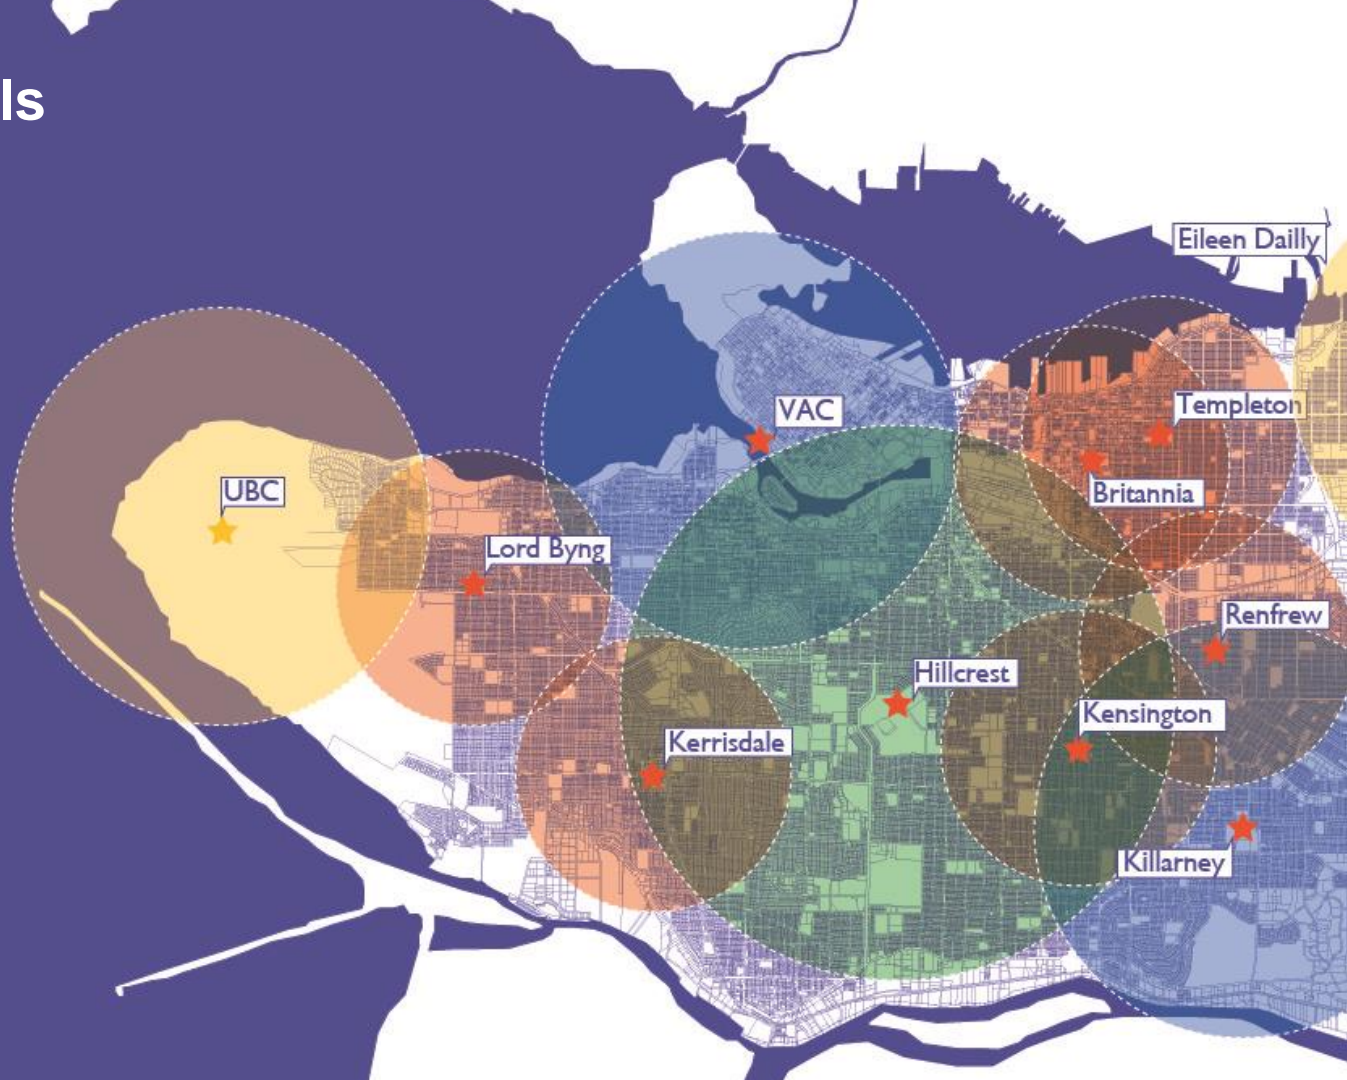 ls
Eileen Dailly
VAC
Templeton
UBC
Britannia
Lord Byng
Renfrew
Hillcrest
Kensington
Kerrisdale
Killarney